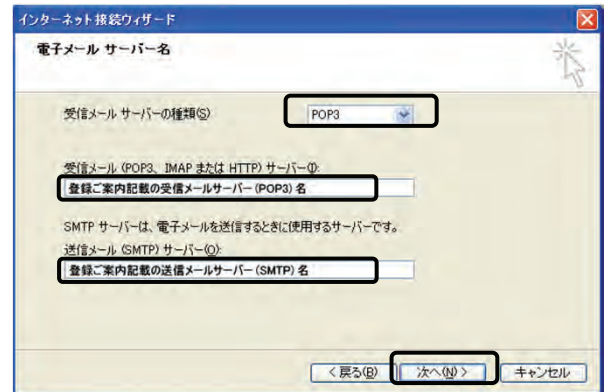 インターネット接続ウィザード
電子メール サーバー名
受信メール サーバーの種類(S)
POP3
受信メール (POP3、IMAP または HTTP) サーバー(I):
登録ご案内記載の受信メールサーバー (POP3) 名
SMTP サーバーは、電子メールを送信するときに使用するサーバーです。
送信メール (SMTP) サーバー(O):
登録ご案内記載の送信メールサーバー (SMTP) 名
< 戻る(B)
次へ(N) >
キャンセル